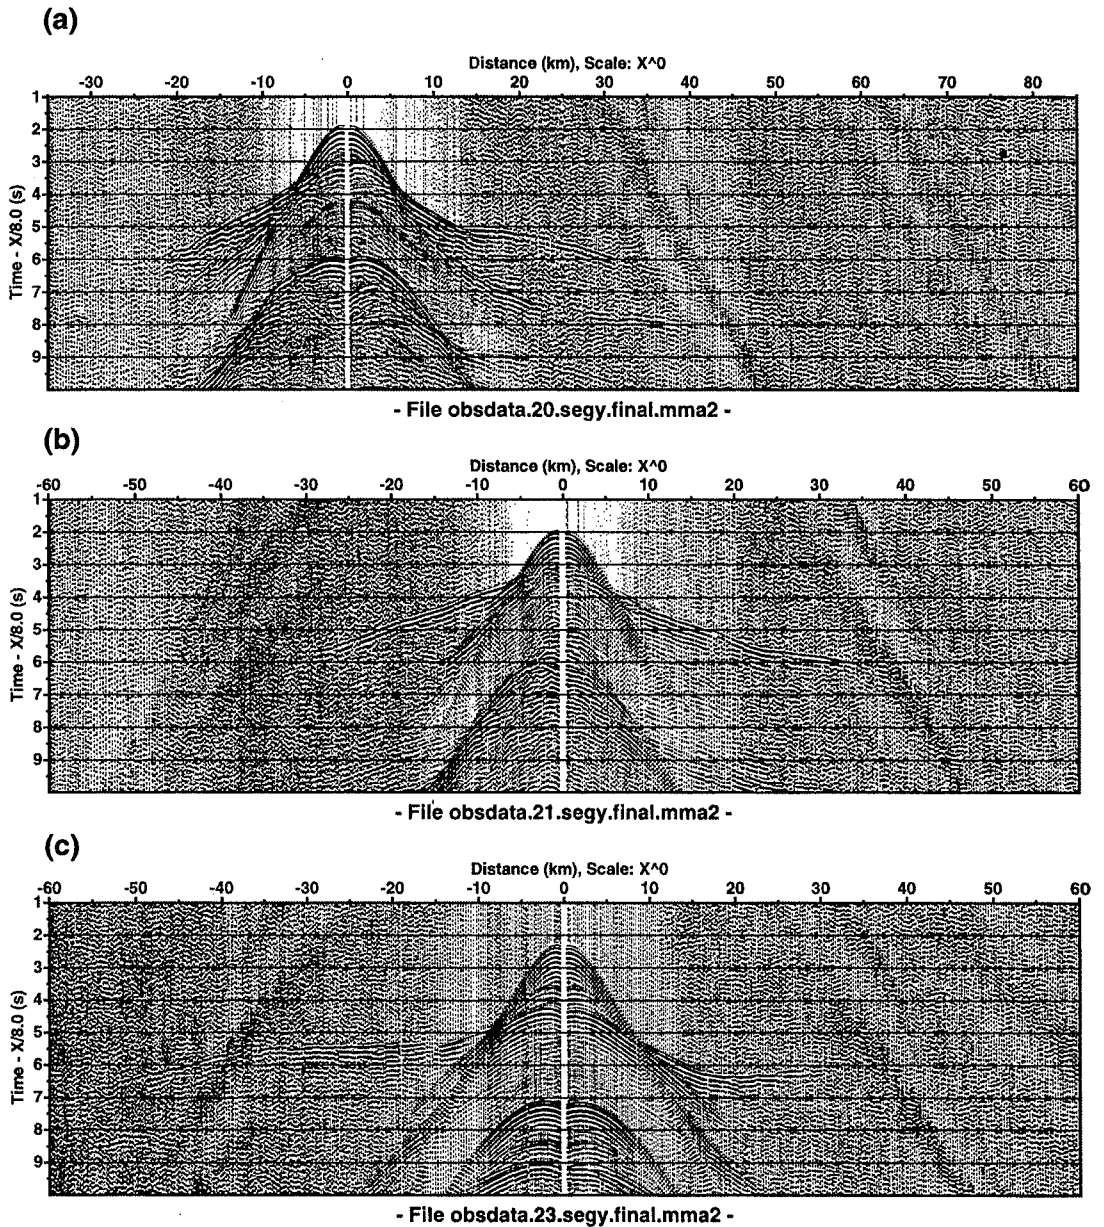 (a)
Distance (km), Scale: X^0
-30 -20 -10 0 10 20 30 40 50 60 70 80
1
2
3
4
5
6
7
8
9
Time - X/8.0 (s)
- File obsdata.20.segy.final.mma2 -
(b)
Distance (km), Scale: X^0
-60 -50 -40 -30 -20 -10 0 10 20 30 40 50 60
1
2
3
4
5
6
7
8
9
Time - X/8.0 (s)
- File obsdata.21.segy.final.mma2 -
(c)
Distance (km), Scale: X^0
-60 -50 -40 -30 -20 -10 0 10 20 30 40 50 60
1
2
3
4
5
6
7
8
9
Time - X/8.0 (s)
- File obsdata.23.segy.final.mma2 -